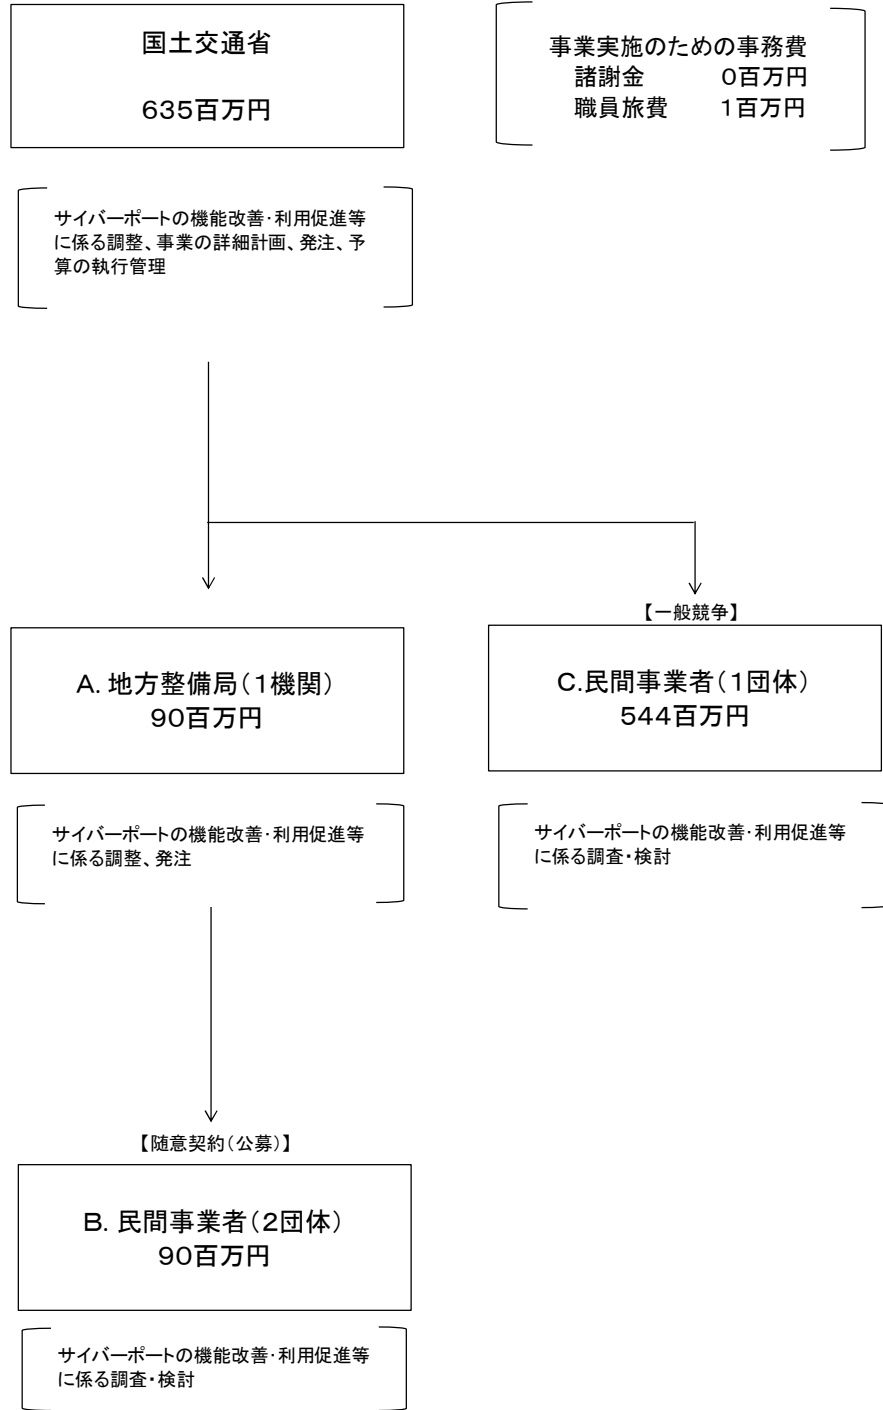 国土交通省
635百万円
事業実施のための事務費
諸謝金 0百万円
職員旅費 1百万円
サイバーポートの機能改善・利用促進等
に係る調整、事業の詳細計画、発注、予
算の執行管理
A. 地方整備局（１機関）
90百万円
【一般競争】
C.民間事業者（１団体）
544百万円
サイバーポートの機能改善・利用促進等
に係る調整、発注
サイバーポートの機能改善・利用促進等
に係る調査・検討
【随意契約（公募）】
B. 民間事業者（２団体）
90百万円
サイバーポートの機能改善・利用促進等
に係る調査・検討